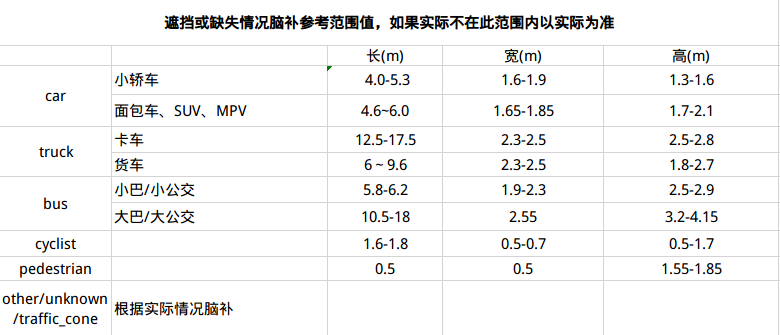 遮挡或缺失情况脑补参考范围值，如果实际不在此范围内以实际为准
长(m) 宽(m) 高(m)
car 小轿车 4.0-5.3 1.6-1.9 1.3-1.6
面包车、SUV、MPV 4.6~6.0 1.65-1.85 1.7-2.1
truck 卡车 12.5-17.5 2.3-2.5 2.5-2.8
货车 6～9.6 2.3-2.5 1.8-2.7
bus 小巴/小公交 5.8-6.2 1.9-2.3 2.5-2.9
大巴/大公交 10.5-18 2.55 3.2-4.15
cyclist 1.6-1.8 0.5-0.7 0.5-1.7
pedestrian 0.5 0.5 1.55-1.85
other/unknown
/traffic_cone 根据实际情况脑补